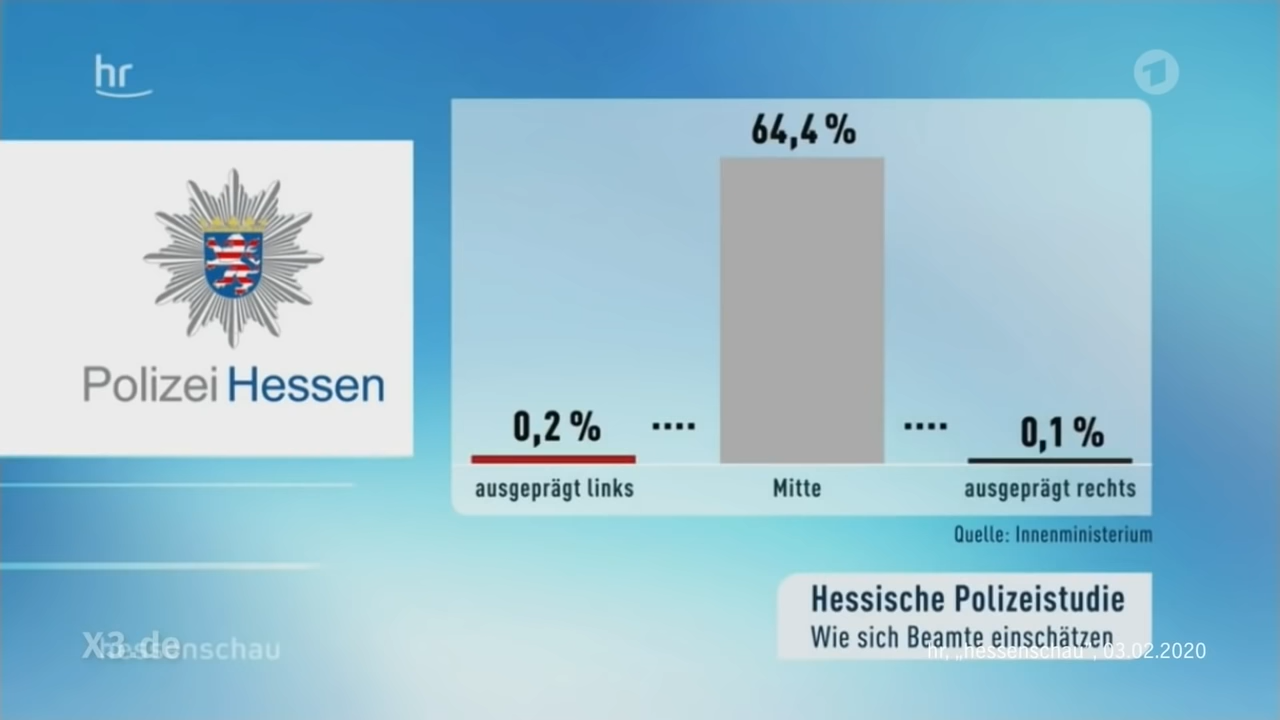 hr
64,4 %
0,2 %
....
....
0,1 %
ausgeprägt links
Mitte
ausgeprägt rechts
Polizei Hessen
Quelle: Innenministerium
Hessische Polizeistudie
Wie sich Beamte einschätzen
X3.de
hessenschau
hr, „hessenschau", 03.02.2020